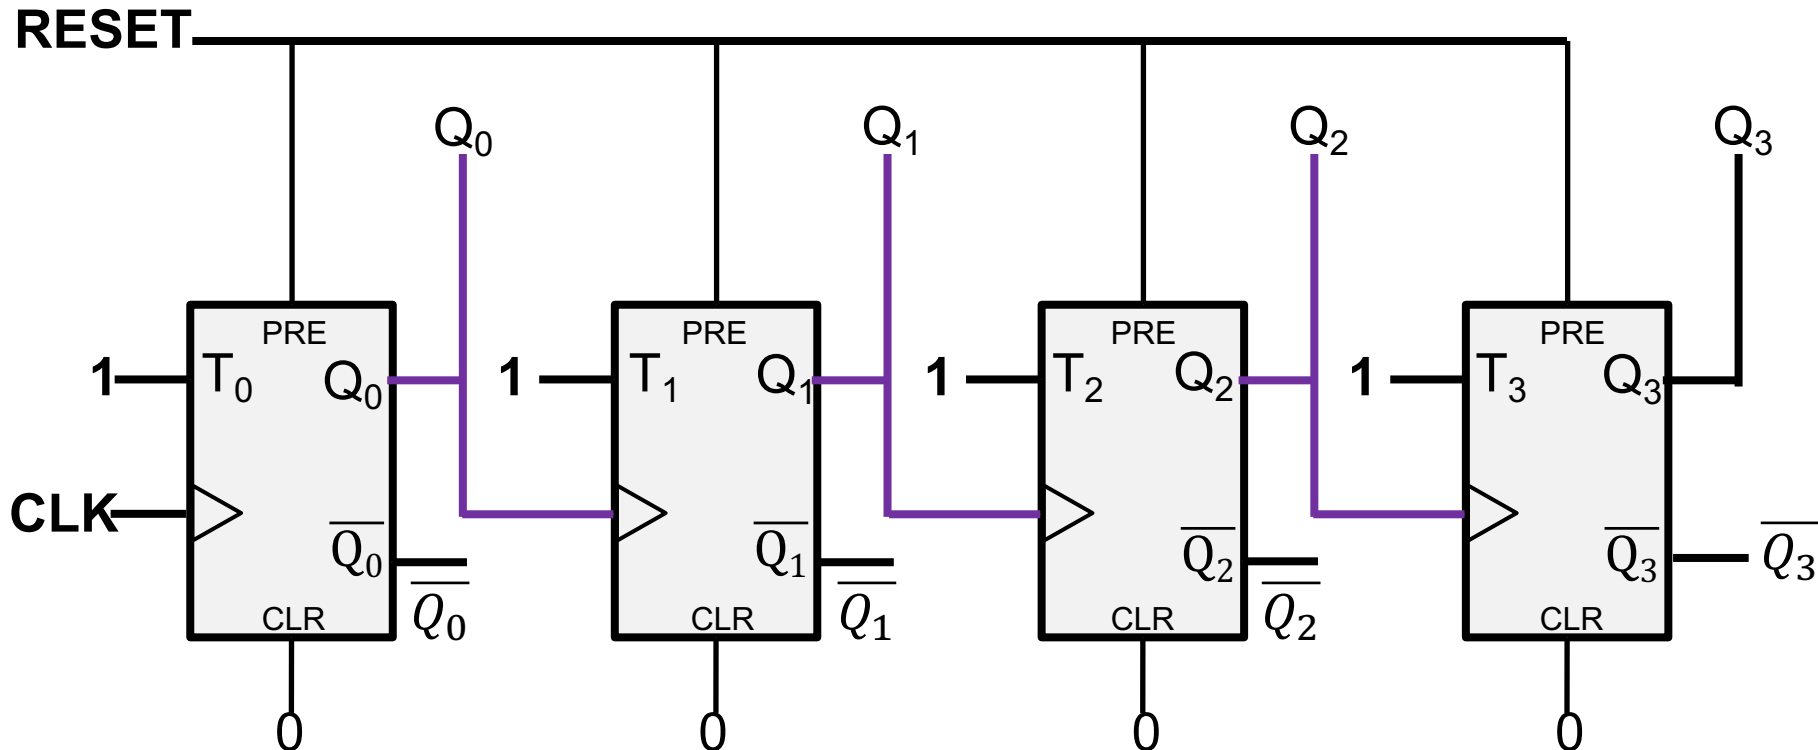 RESET
Q₀ Q₁ Q₂ Q₃
PRE PRE PRE PRE
1 T₀ Q₀ 1 T₁ Q₁ 1 T₂ Q₂ 1 T₃ Q₃
CLK Q̅₀ Q̅₁ Q̅₂ Q̅₃ Q̅₃
Q̅₀ Q̅₁ Q̅₂
CLR CLR CLR CLR
0 0 0 0